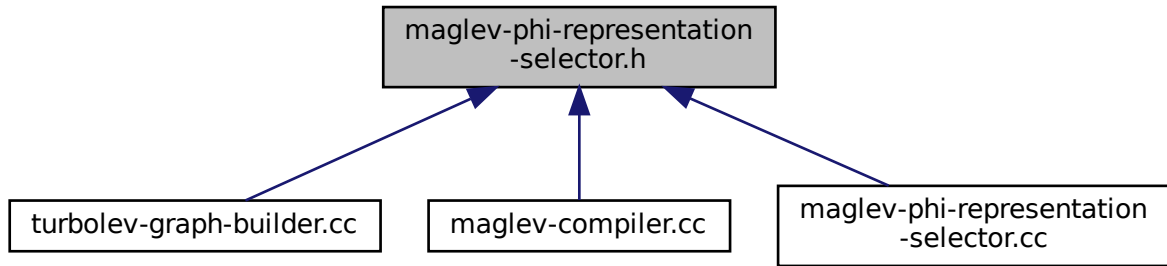 maglev-phi-representation
-selector.h
turbolev-graph-builder.cc
maglev-compiler.cc
maglev-phi-representation
-selector.cc